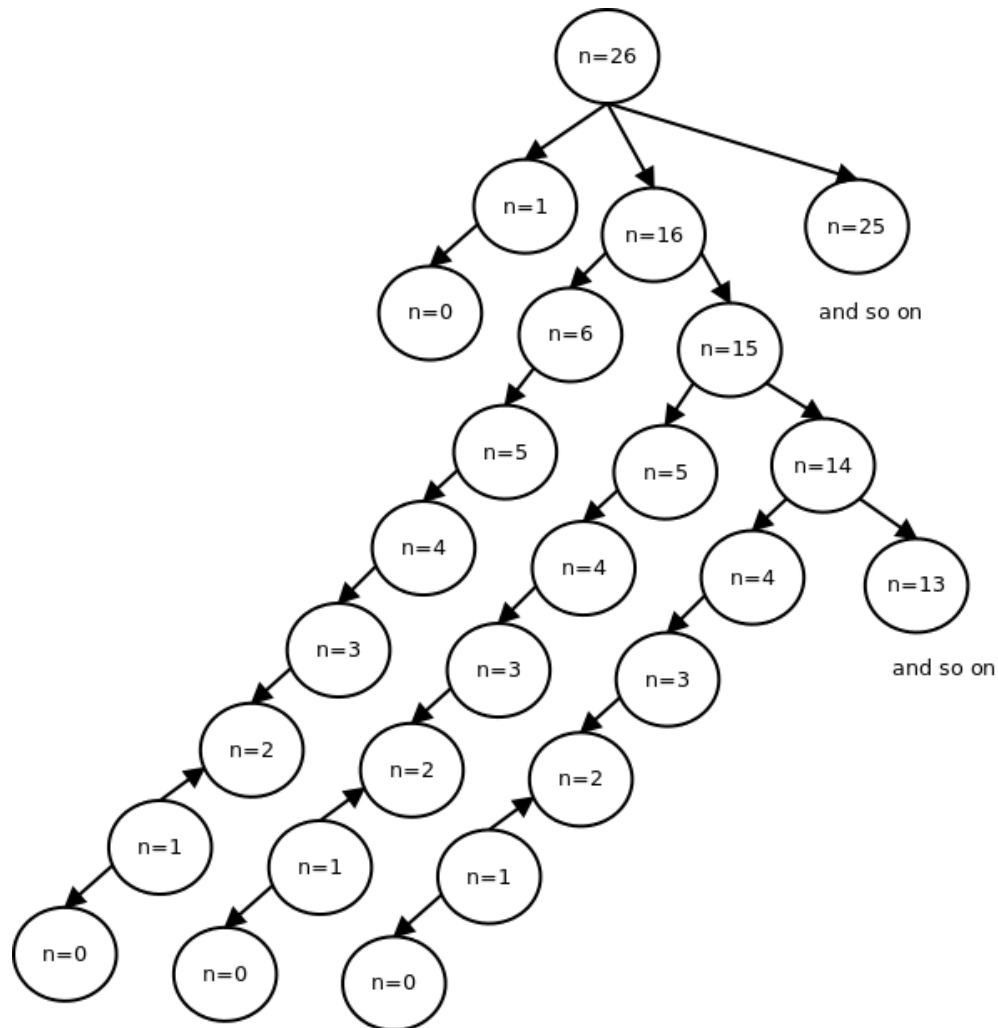 n=26
n=1
n=16
n=25
n=0
and so on
n=6
n=15
n=5
n=5
n=14
n=4
n=4
n=4
n=13
n=3
n=3
n=3
and so on
n=2
n=2
n=2
n=1
n=1
n=1
n=0
n=0
n=0